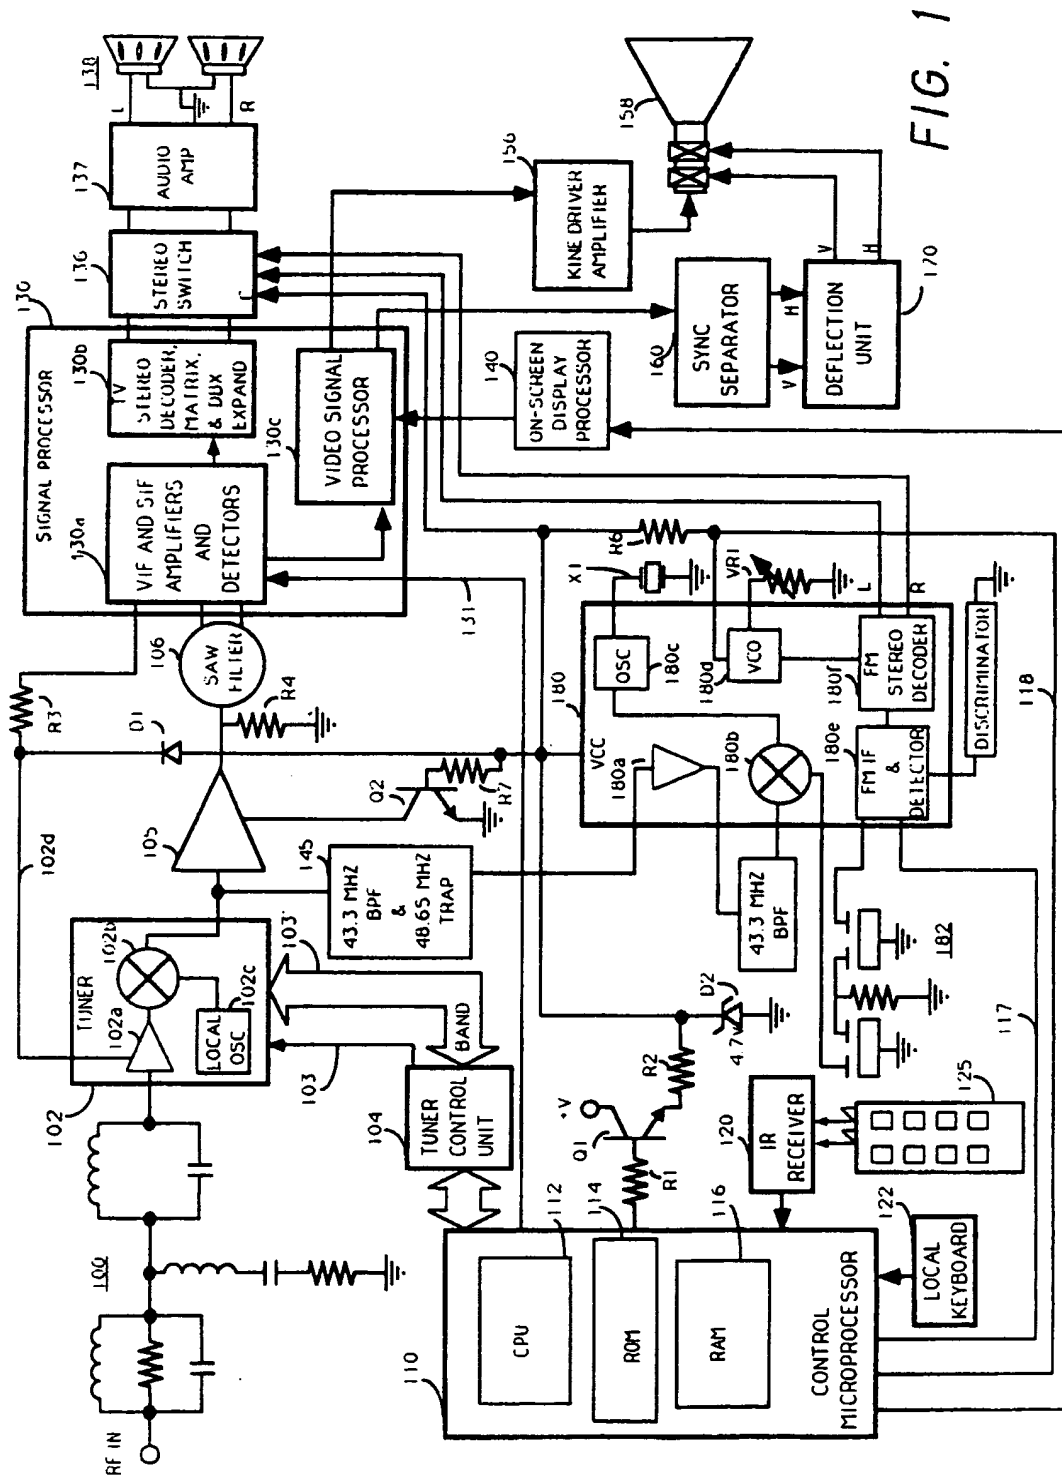 RF IN
100
102
TUNER
102a
102b
LOCAL
OSC
102c
103
103'
BAND
104
TUNER
CONTROL
UNIT
102d
105
145
43.3 MHZ
BPF
&
48.65 MHZ
TRAP
R3
D1
R4
Q2
R7
106
SAW
FILTER
SIGNAL PROCESSOR
130
130a
VIF AND SIF
AMPLIFIERS
AND
DETECTORS
130b
TV
STEREO
DECODER,
MATRIX,
& DBX
EXPAND
130c
VIDEO SIGNAL
PROCESSOR
131
136
STEREO
SWITCH
C
137
AUDIO
AMP
L
R
138
110
CPU
112
ROM
114
RAM
116
CONTROL
MICROPROCESSOR
Q1
+V
R1
R2
D2
4.7V
120
IR
RECEIVER
122
LOCAL
KEYBOARD
125
43.3 MHZ
BPF
182
117
118
180
VCC
180a
180b
OSC
180c
180d
VCO
180e
FM IF
&
DETECTOR
180f
FM
STEREO
DECODER
DISCRIMINATOR
X1
R6
VR1
L
R
140
ON-SCREEN
DISPLAY
PROCESSOR
156
KINE DRIVER
AMPLIFIER
158
160
SYNC
SEPARATOR
V
H
DEFLECTION
UNIT
170
V
H
FIG. 1